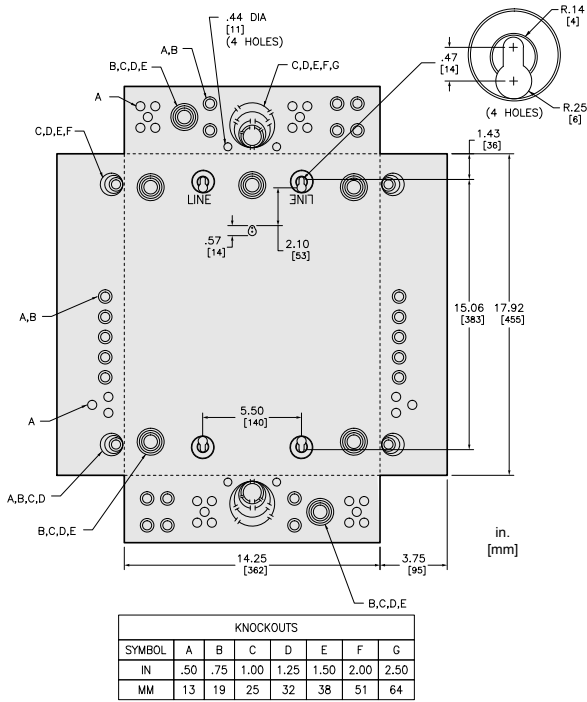 .44 DIA
[11]
(4 HOLES)
R.14
[4]
A,B
B,C,D,E
C,D,E,F,G
.47
[14]
A
(4 HOLES)
R.25
[6]
C,D,E,F
1.43
[36]
LINE
LINE
.57
[14]
2.10
[53]
A,B
15.06
[383]
17.92
[455]
5.50
[140]
A
A,B,C,D
B,C,D,E
in.
[mm]
14.25
[362]
3.75
[95]
B,C,D,E
KNOCKOUTS
SYMBOL A B C D E F G
IN .50 .75 1.00 1.25 1.50 2.00 2.50
MM 13 19 25 32 38 51 64